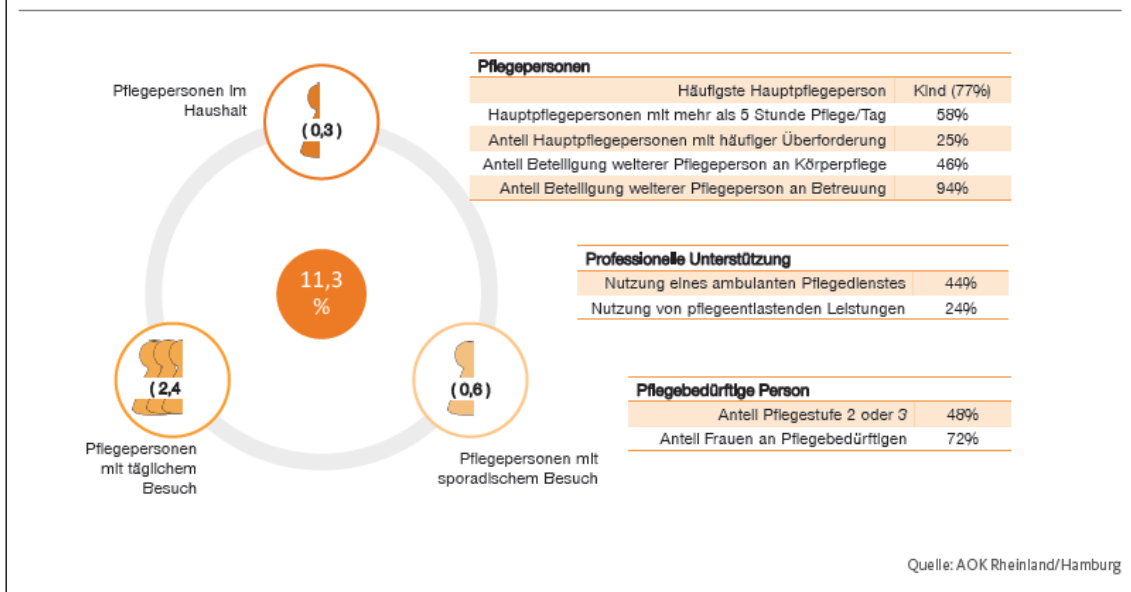 Pflegepersonen im
Haushalt
( 0,3 )
11,3
%
( 2,4
Pflegepersonen
mit täglichem
Besuch
( 0,6 )
Pflegepersonen mit
sporadischem Besuch
Pflegepersonen
Häufigste Hauptpflegeperson Kind (77%)
Hauptpflegepersonen mit mehr als 5 Stunde Pflege/Tag 58%
Anteil Hauptpflegepersonen mit häufiger Überforderung 25%
Anteil Beteiligung weiterer Pflegeperson an Körperpflege 46%
Anteil Beteiligung weiterer Pflegeperson an Betreuung 94%
Professionelle Unterstützung
Nutzung eines ambulanten Pflegedienstes 44%
Nutzung von pflegeentlastenden Leistungen 24%
Pflegebedürftige Person
Anteil Pflegestufe 2 oder 3 48%
Anteil Frauen an Pflegebedürftigen 72%
Quelle: AOK Rheinland/Hamburg